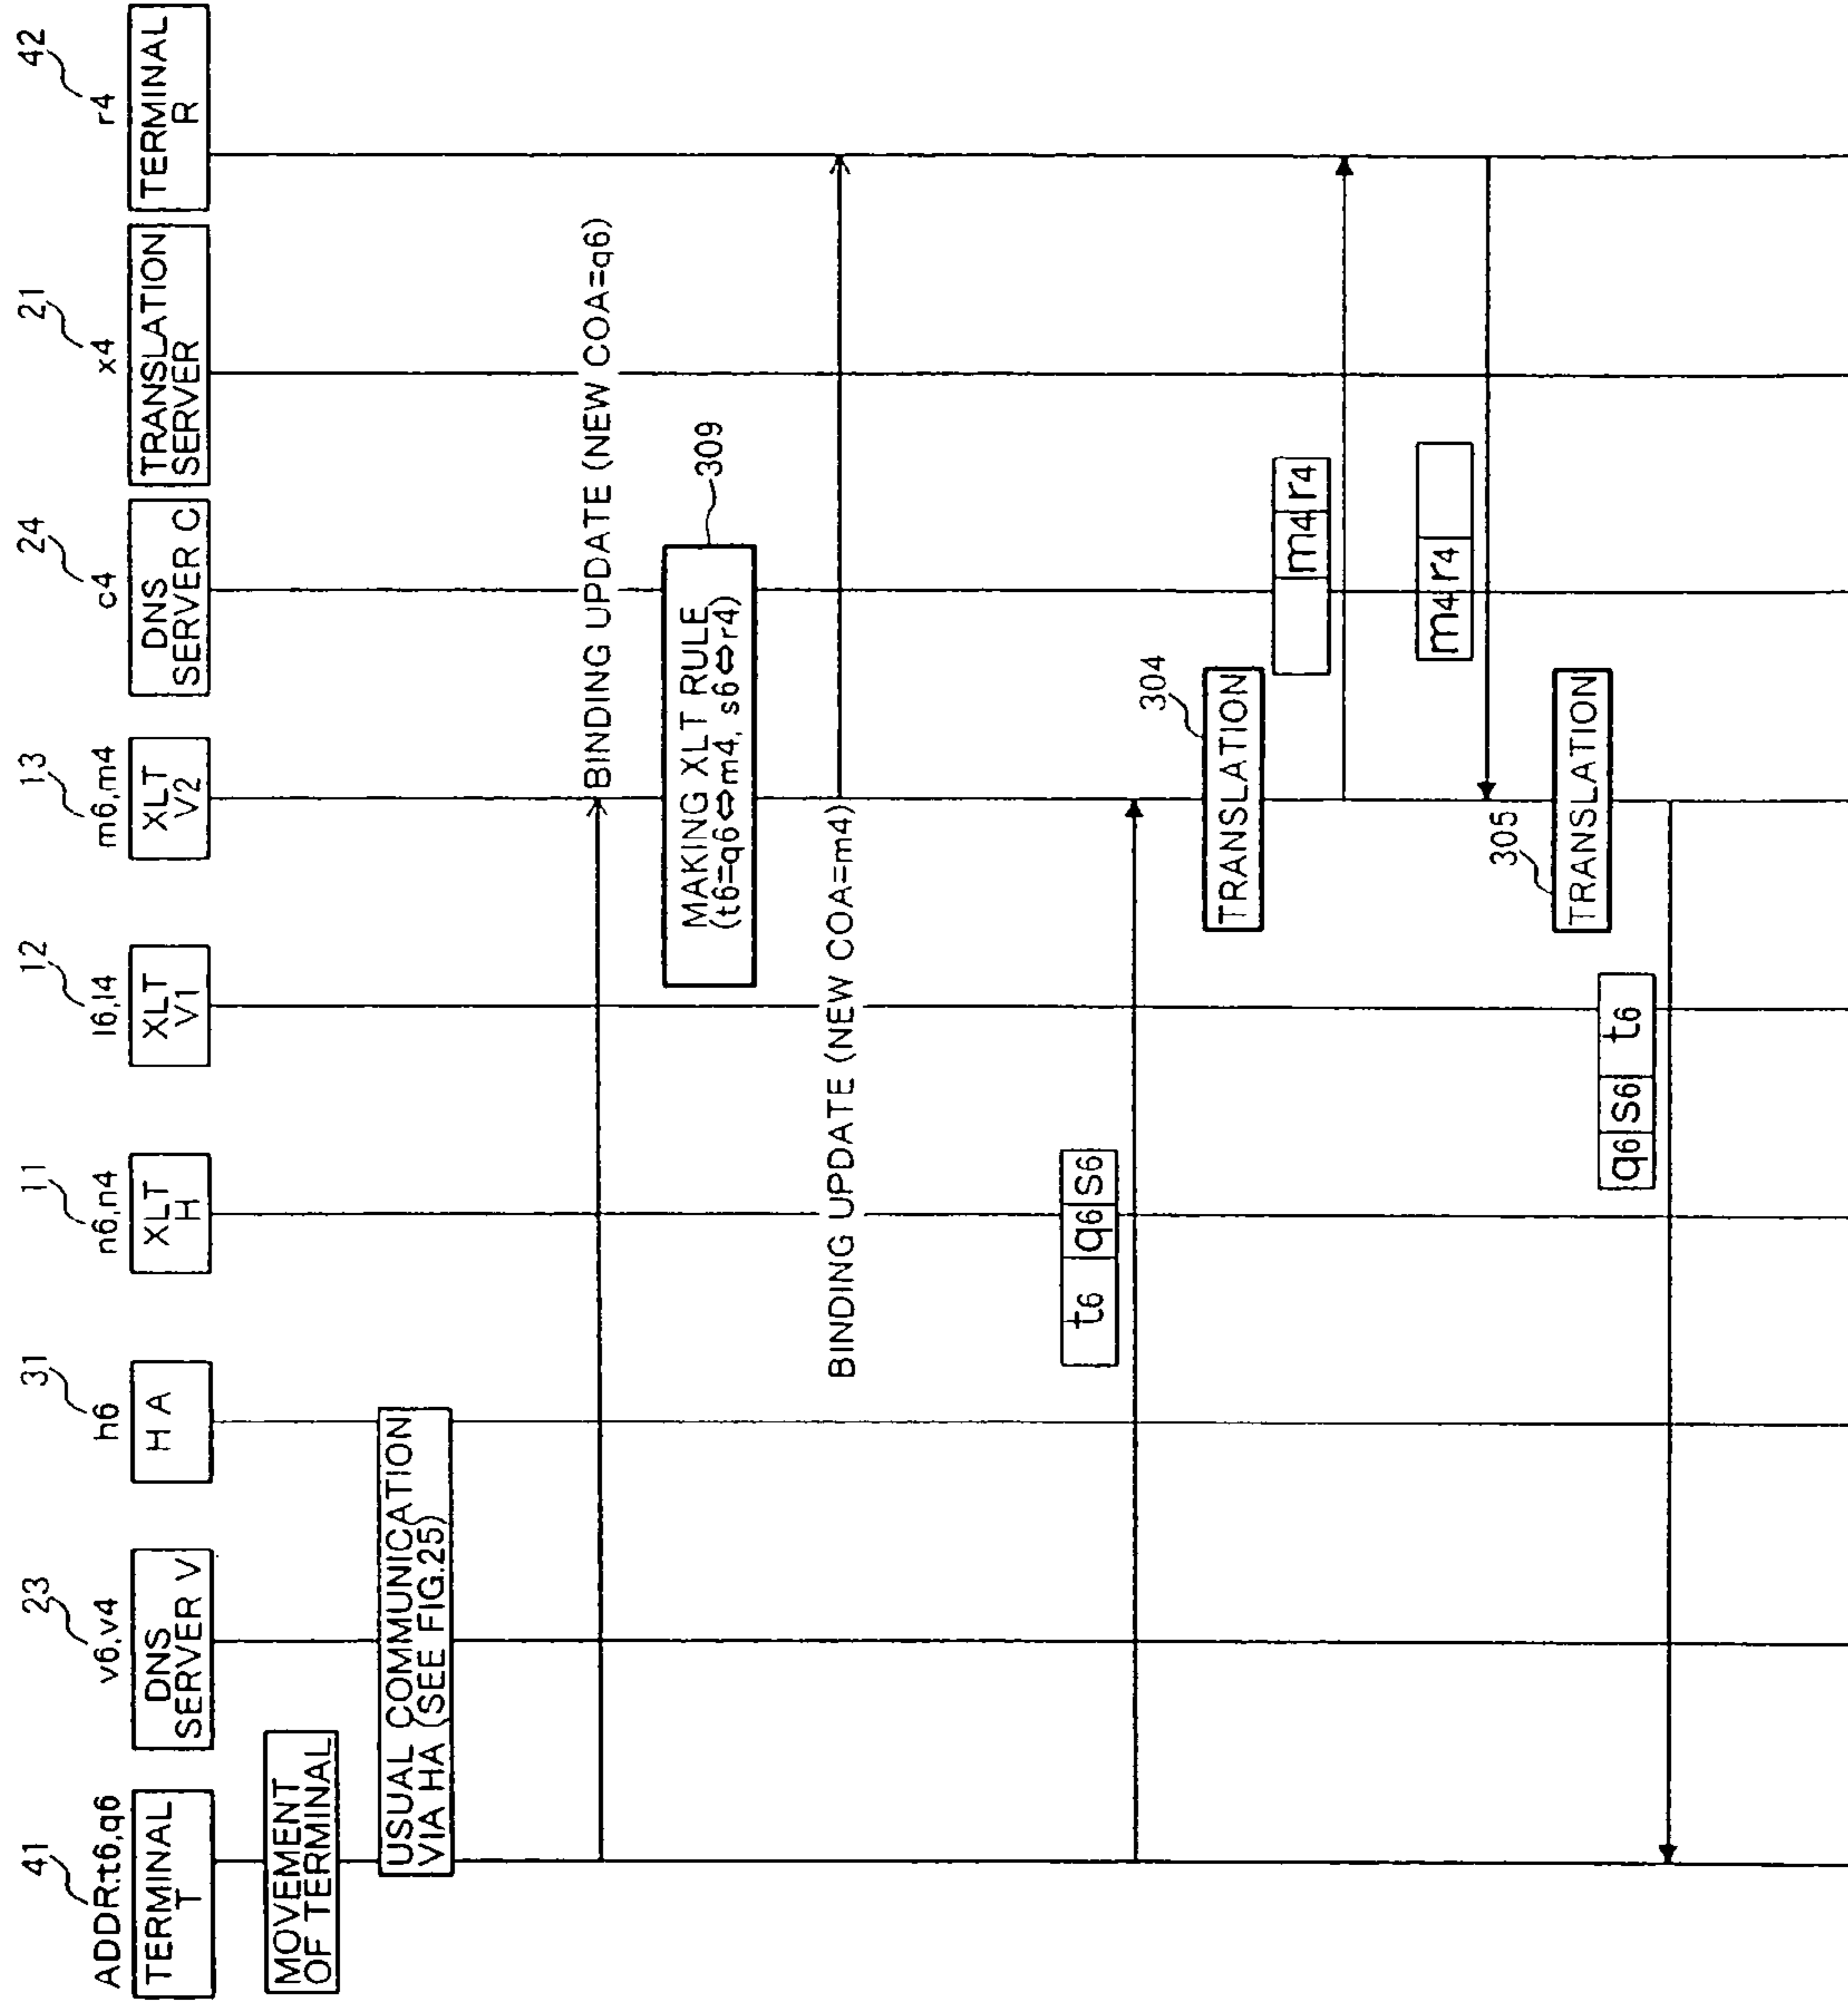 41
ADDR:t6,q6
TERMINAL
T
23
v6,v4
DNS
SERVER V
31
h6
H A
11
n6,n4
XLT
H
12
l6,l4
XLT
V1
13
m6,m4
XLT
V2
24
c4
DNS
SERVER C
21
x4
TRANSLATION
SERVER
42
r4
TERMINAL
R
MOVEMENT
OF TERMINAL
USUAL COMMUNICATION
VIA HA (SEE FIG.25)
BINDING UPDATE (NEW COA=q6)
MAKING XLT RULE
(t6=q6⇔m4, s6⇔r4)
309
BINDING UPDATE (NEW COA=m4)
t6 q6 s6
304
TRANSLATION
m4 r4
m4 r4
305
TRANSLATION
q6 s6 t6